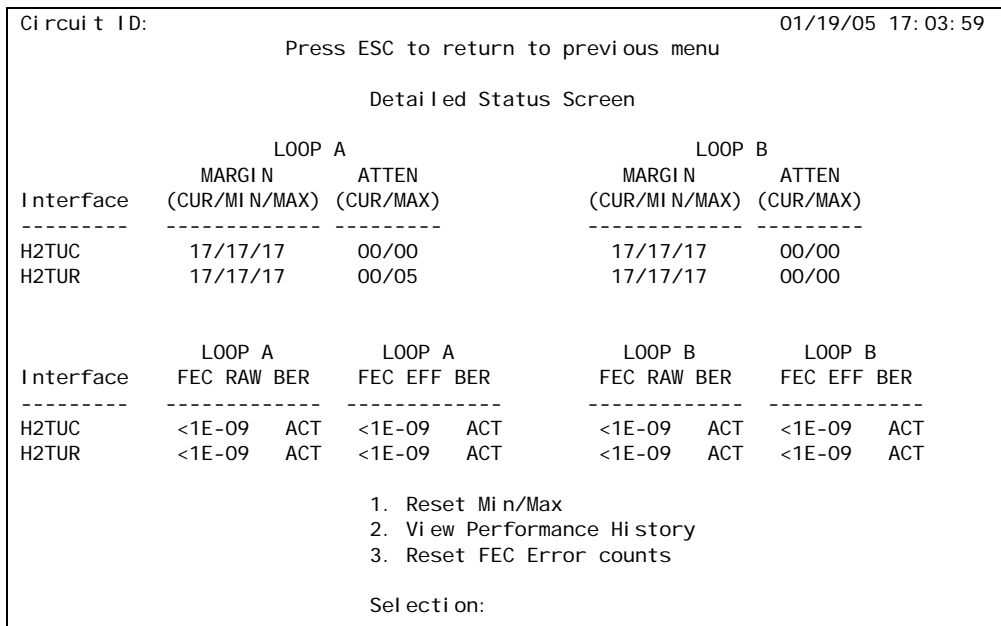 Circuit ID: 01/19/05 17:03:59
Press ESC to return to previous menu
Detailed Status Screen
LOOP A LOOP B
MARGIN ATTEN MARGIN ATTEN
Interface (CUR/MIN/MAX) (CUR/MAX) (CUR/MIN/MAX) (CUR/MAX)
--------- ------------- --------- ------------- ---------
H2TUC 17/17/17 00/00 17/17/17 00/00
H2TUR 17/17/17 00/05 17/17/17 00/00
LOOP A LOOP A LOOP B LOOP B
Interface FEC RAW BER FEC EFF BER FEC RAW BER FEC EFF BER
--------- ------------- ------------- ------------- -------------
H2TUC <1E-09 ACT <1E-09 ACT <1E-09 ACT <1E-09 ACT
H2TUR <1E-09 ACT <1E-09 ACT <1E-09 ACT <1E-09 ACT
1. Reset Min/Max
2. View Performance History
3. Reset FEC Error counts
Selection: